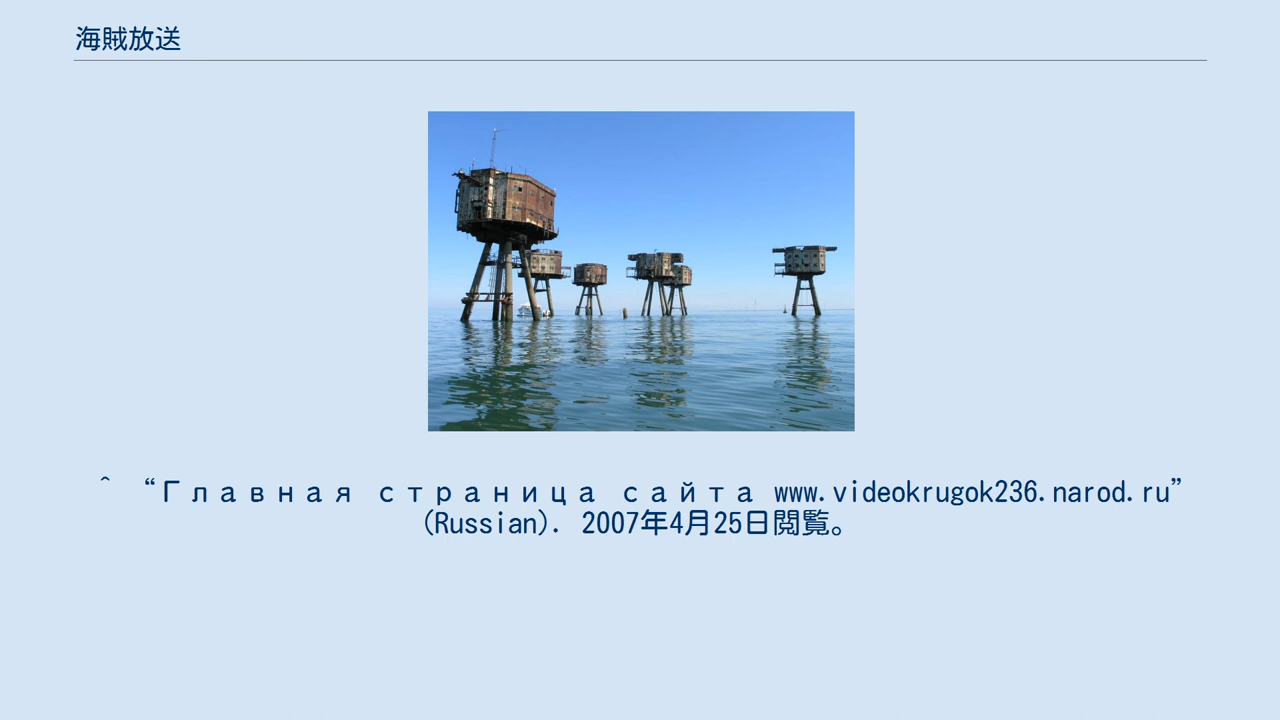 海賊放送
^ “Главная страница сайта www.videokrugok236.narod.ru”
(Russian). 2007年4月25日閲覧。